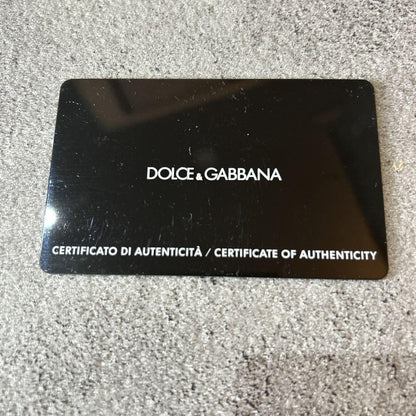 DOLCE & GABBANA
CERTIFICATO DI AUTENTICITÀ / CERTIFICATE OF AUTHENTICITY